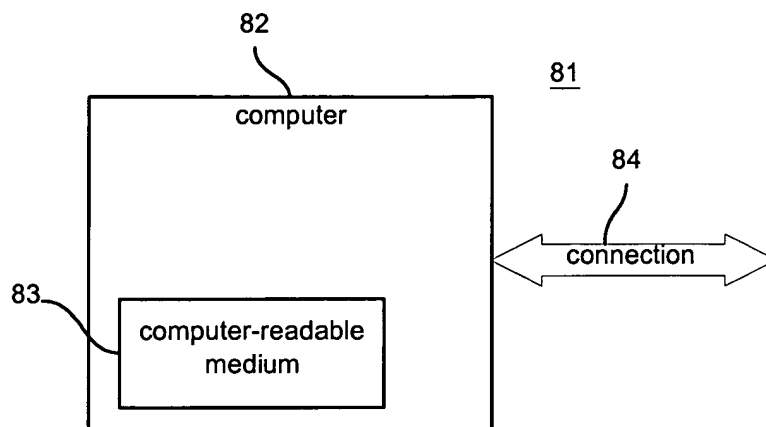 82
81
computer
84
connection
83
computer-readable
medium